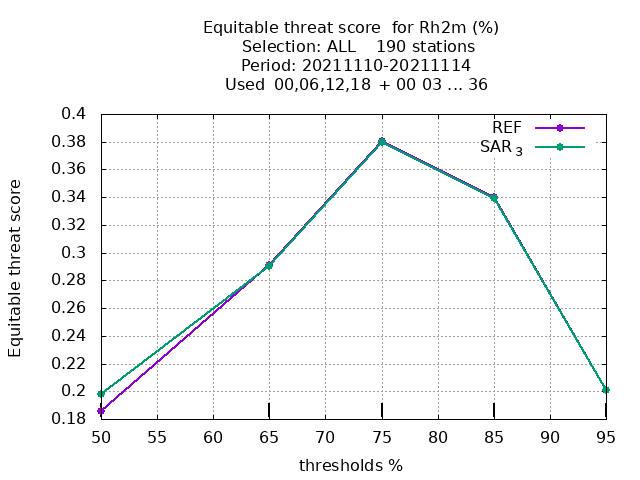 Equitable threat score  for Rh2m (%)
Selection: ALL    190 stations
Period: 20211110-20211114
Used  00,06,12,18  + 00 03 ... 36
REF
SAR 3
Equitable threat score
0.4
0.38
0.36
0.34
0.32
0.3
0.28
0.26
0.24
0.22
0.2
0.18
50 55 60 65 70 75 80 85 90 95
thresholds %